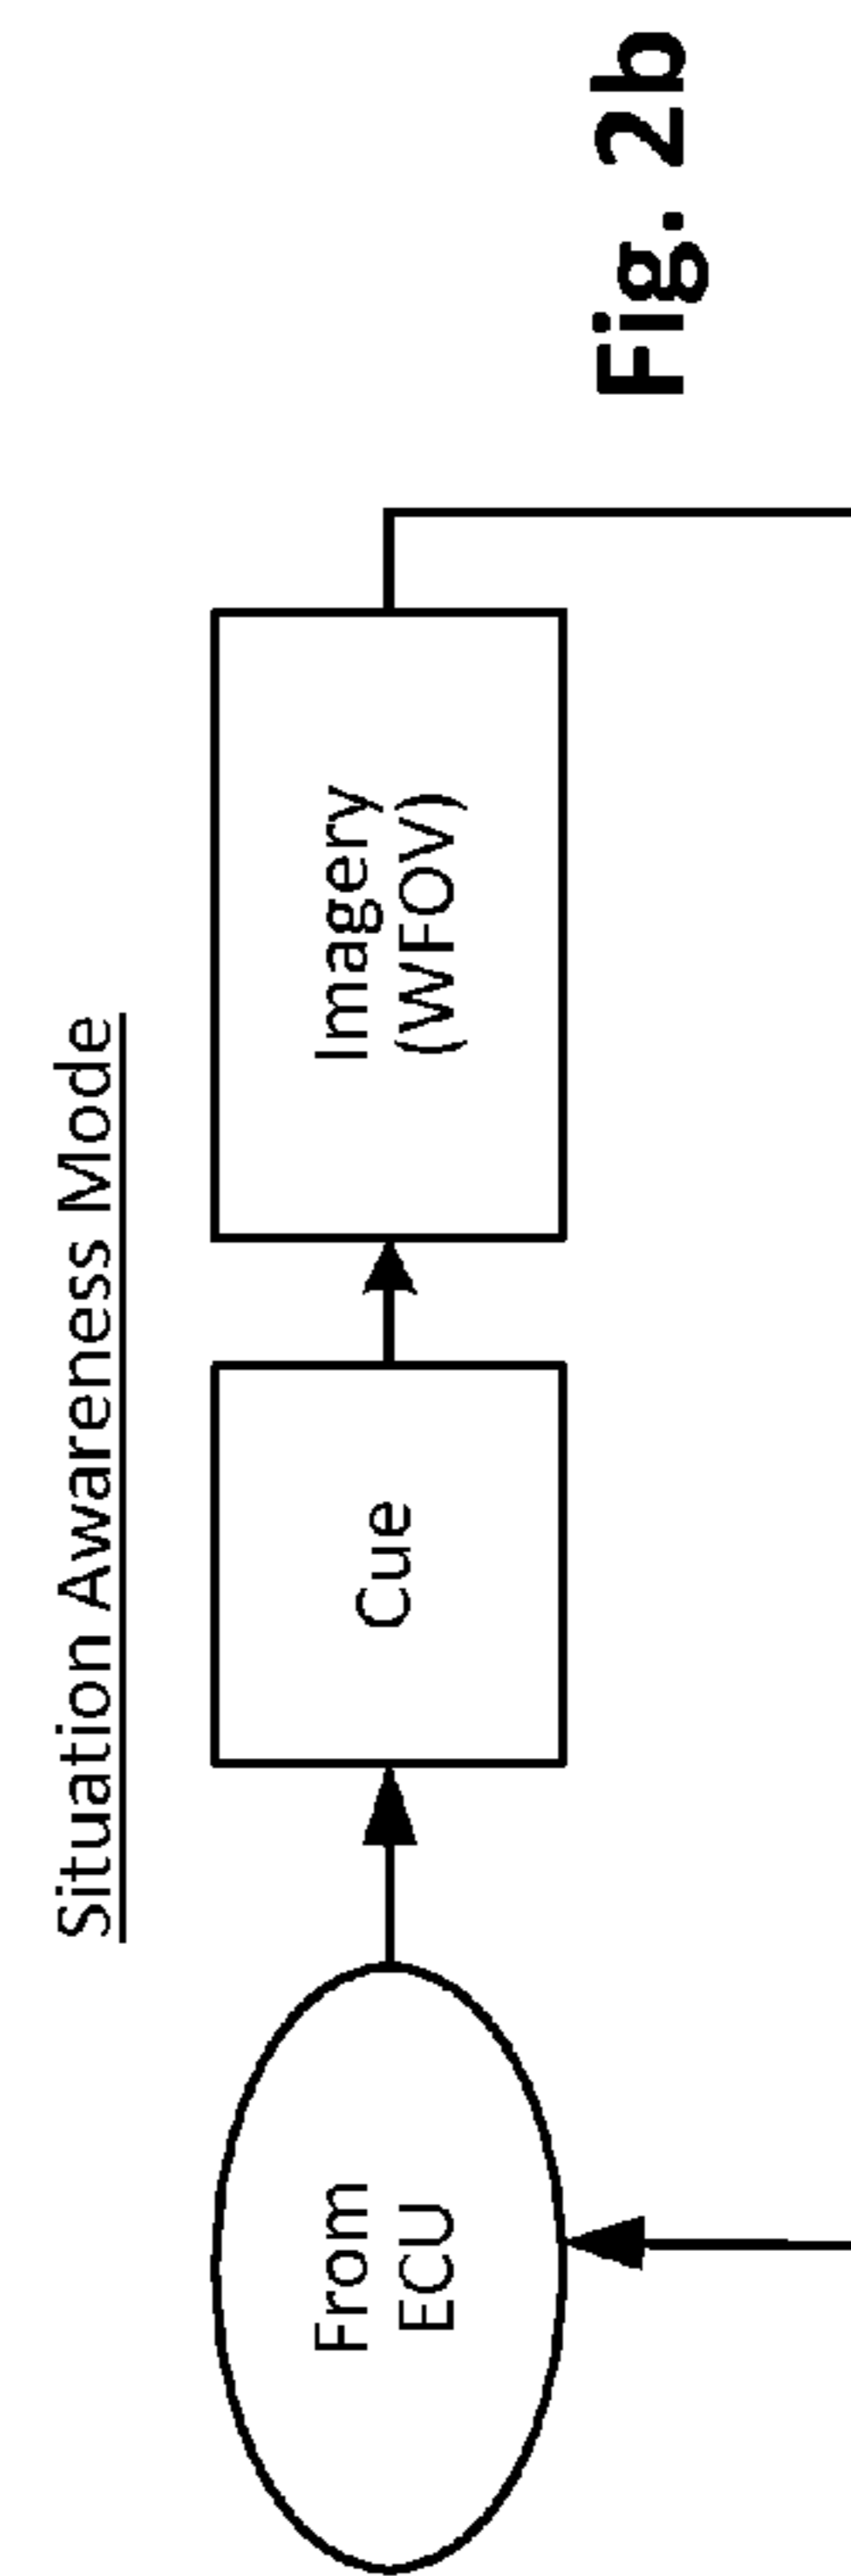 Situation Awareness Mode
From
ECU
Cue
Imagery
(WFOV)
Fig. 2b